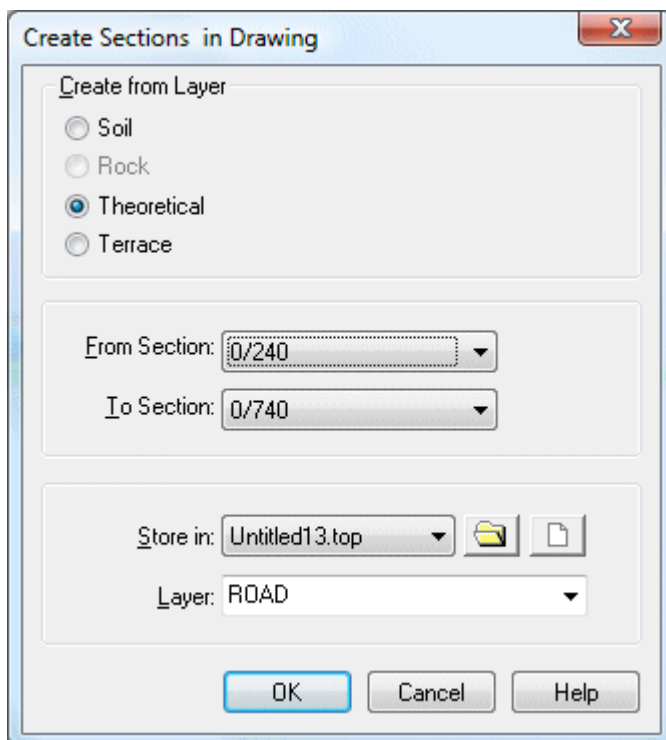 Create Sections  in Drawing
Create from Layer
Soil
Rock
Theoretical
Terrace
From Section: 0/240
To Section: 0/740
Store in: Untitled13.top
Layer: ROAD
OK Cancel Help